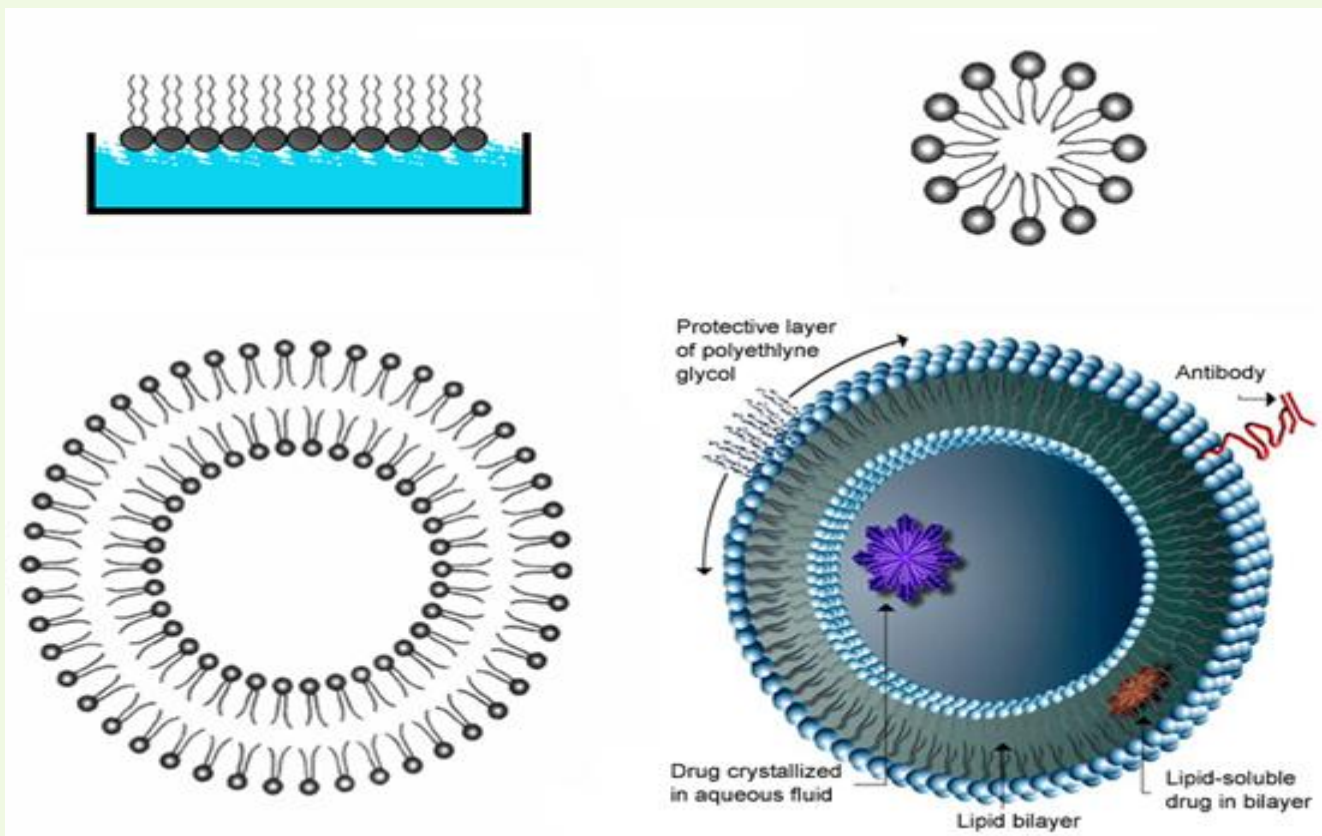 Protective layer
of polyethlyne
glycol
Antibody
Drug crystallized
in aqueous fluid
Lipid bilayer
Lipid-soluble
drug in bilayer